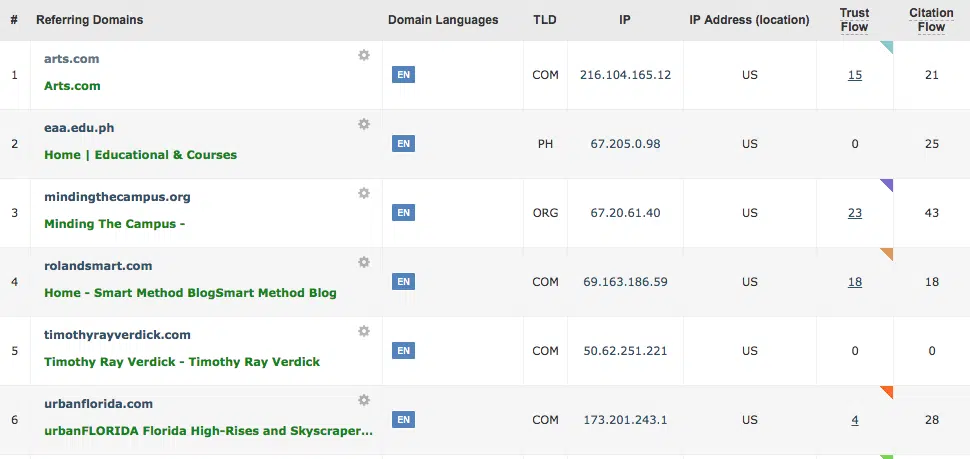 # Referring Domains Domain Languages TLD IP IP Address (location) Trust Flow Citation Flow
arts.com
1 EN COM 216.104.165.12 US 15 21
Arts.com
eaa.edu.ph
2 EN PH 67.205.0.98 US 0 25
Home | Educational & Courses
mindingthecampus.org
3 EN ORG 67.20.61.40 US 23 43
Minding The Campus -
rolandsmart.com
4 EN COM 69.163.186.59 US 18 18
Home - Smart Method BlogSmart Method Blog
timothyrayverdick.com
5 EN COM 50.62.251.221 US 0 0
Timothy Ray Verdick - Timothy Ray Verdick
urbanflorida.com
6 EN COM 173.201.243.1 US 4 28
urbanFLORIDA Florida High-Rises and Skyscraper...